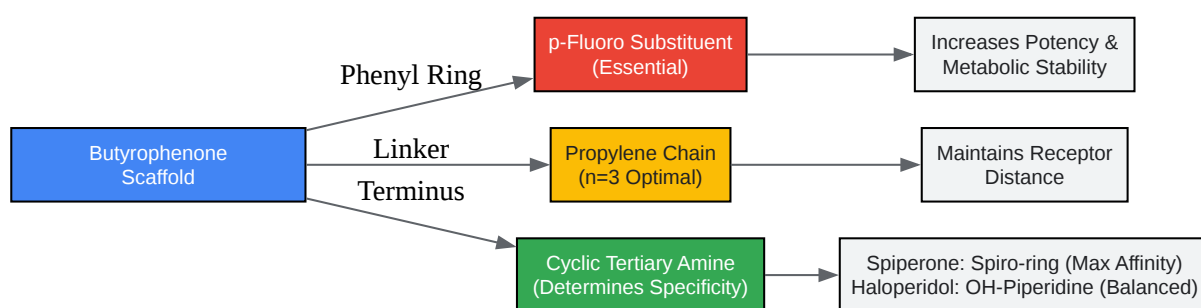 Butyrophenone
Scaffold
Phenyl Ring
p-Fluoro Substituent
(Essential)
Increases Potency &
Metabolic Stability
Linker
Propylene Chain
(n=3 Optimal)
Maintains Receptor
Distance
Terminus
Cyclic Tertiary Amine
(Determines Specificity)
Spiperone: Spiro-ring (Max Affinity)
Haloperidol: OH-Piperidine (Balanced)